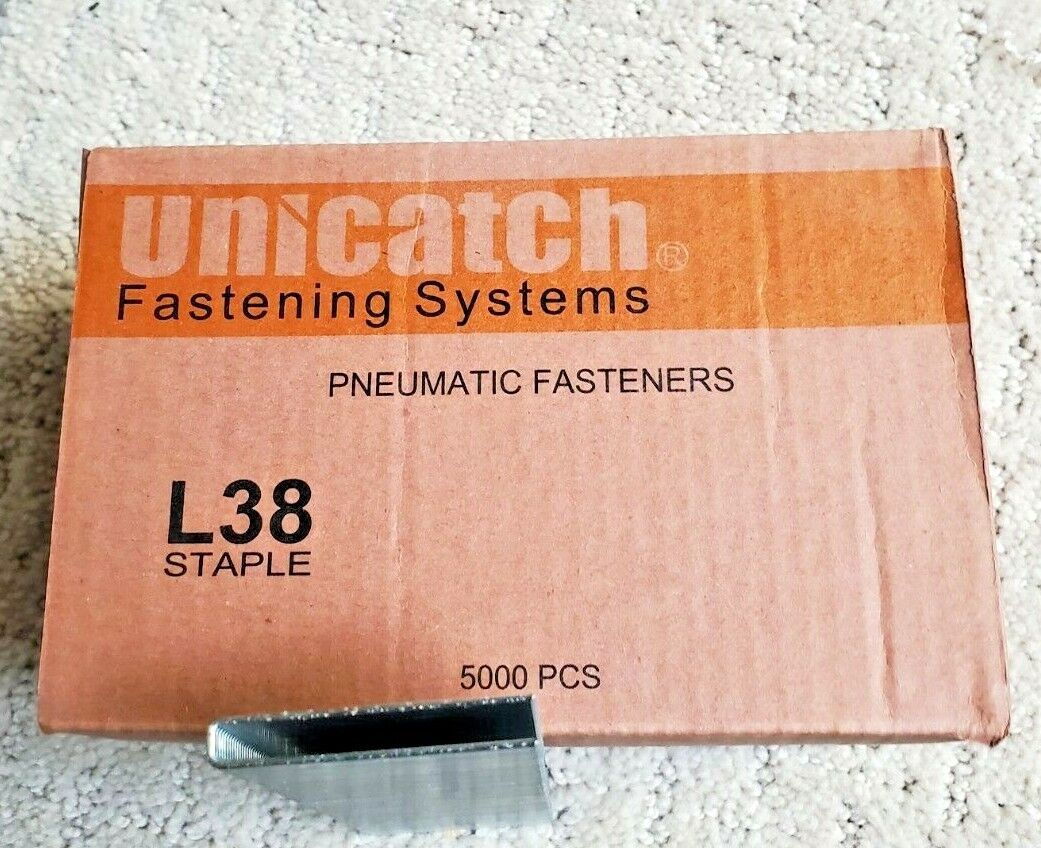 unicatch®
Fastening Systems
PNEUMATIC FASTENERS
L38
STAPLE
5000 PCS